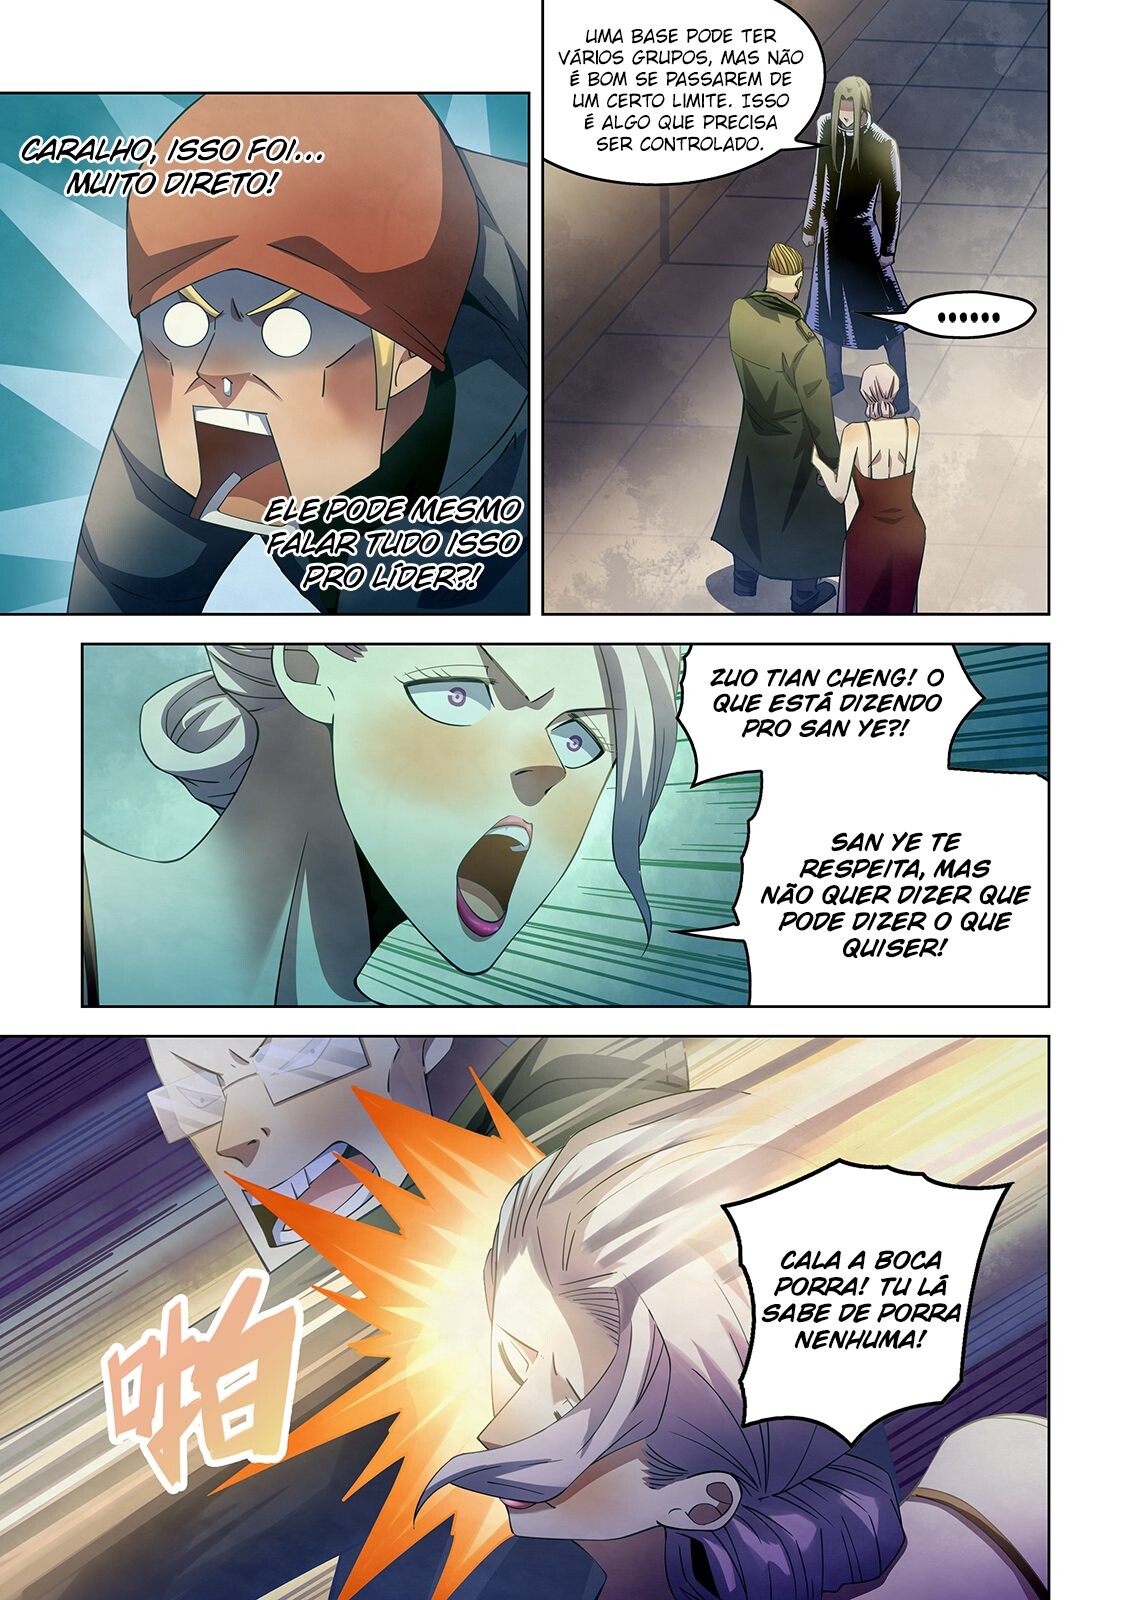 UMA BASE PODE TER
VÁRIOS GRUPOS, MAS NÃO
É BOM SE PASSAREM DE
UM CERTO LIMITE. ISSO
É ALGO QUE PRECISA
SER CONTROLADO.
••••••
CARALHO, ISSO FOI...
MUITO DIRETO!
ELE PODE MESMO
FALAR TUDO ISSO
PRO LÍDER?!
ZUO TIAN CHENG! O
QUE ESTÁ DIZENDO
PRO SAN YE?!
SAN YE TE
RESPEITA, MAS
NÃO QUER DIZER QUE
PODE DIZER O QUE
QUISER!
CALA A BOCA
PORRA! TU LÁ
SABE DE PORRA
NENHUMA!
啪